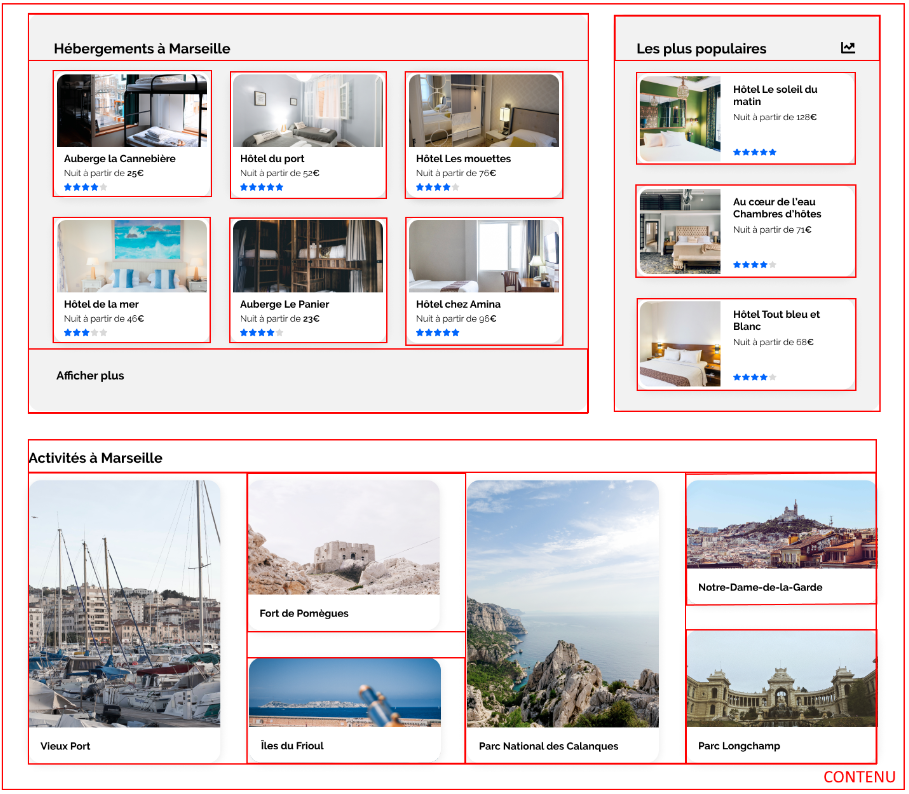 Hébergements à Marseille
Auberge la Cannebière
Nuit à partir de 25€
Hôtel du port
Nuit à partir de 52€
Hôtel Les mouettes
Nuit à partir de 76€
Hôtel de la mer
Nuit à partir de 46€
Auberge Le Panier
Nuit à partir de 23€
Hôtel chez Amina
Nuit à partir de 96€
Afficher plus
Les plus populaires
Hôtel Le soleil du
matin
Nuit à partir de 128€
Au cœur de l'eau
Chambres d'hôtes
Nuit à partir de 71€
Hôtel Tout bleu et
Blanc
Nuit à partir de 68€
Activités à Marseille
Vieux Port
Fort de Pomègues
Îles du Frioul
Parc National des Calanques
Notre-Dame-de-la-Garde
Parc Longchamp
CONTENU